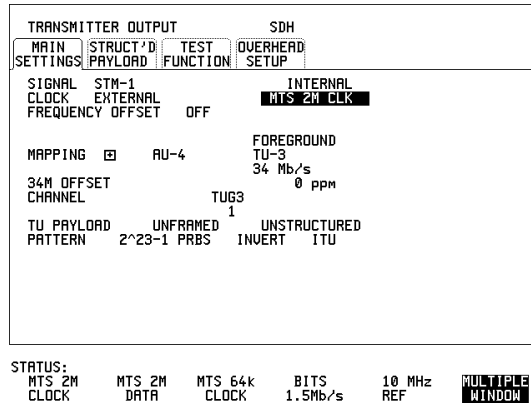 TRANSMITTER OUTPUT SDH
MAIN STRUCT'D TEST OVERHEAD
SETTINGS PAYLOAD FUNCTION SETUP
SIGNAL STM-1 INTERNAL
CLOCK EXTERNAL MTS 2M CLK
FREQUENCY OFFSET OFF
FOREGROUND
MAPPING + AU-4 TU-3
34 Mb/s
34M OFFSET 0 ppm
CHANNEL TUG3
1
TU PAYLOAD UNFRAMED UNSTRUCTURED
PATTERN 2^23-1 PRBS INVERT ITU
STATUS:
MTS 2M MTS 2M MTS 64k BITS 10 MHz MULTIPLE
CLOCK DATA CLOCK 1.5Mb/s REF WINDOW